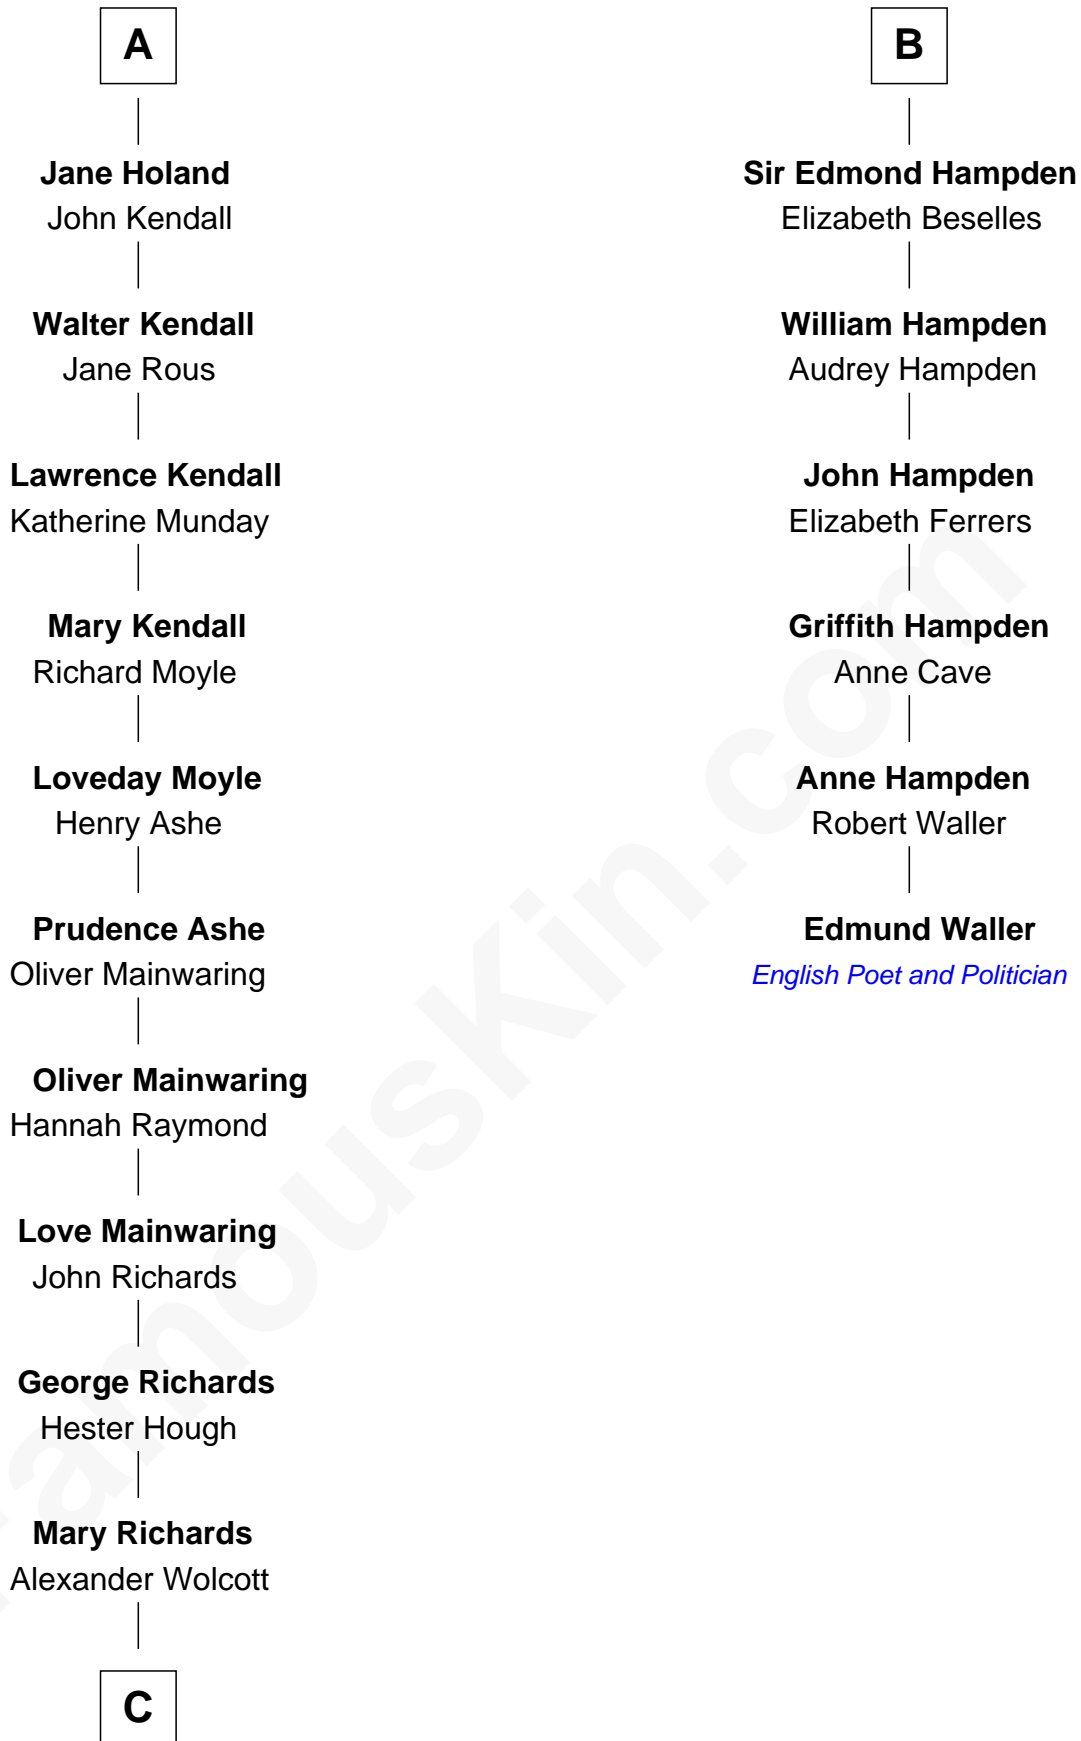 A
Jane Holand
John Kendall
Walter Kendall
Jane Rous
Lawrence Kendall
Katherine Munday
Mary Kendall
Richard Moyle
Loveday Moyle
Henry Ashe
Prudence Ashe
Oliver Mainwaring
Oliver Mainwaring
Hannah Raymond
Love Mainwaring
John Richards
George Richards
Hester Hough
Mary Richards
Alexander Wolcott
C
B
Sir Edmond Hampden
Elizabeth Beselles
William Hampden
Audrey Hampden
John Hampden
Elizabeth Ferrers
Griffith Hampden
Anne Cave
Anne Hampden
Robert Waller
Edmund Waller
English Poet and Politician
FamousKin.com